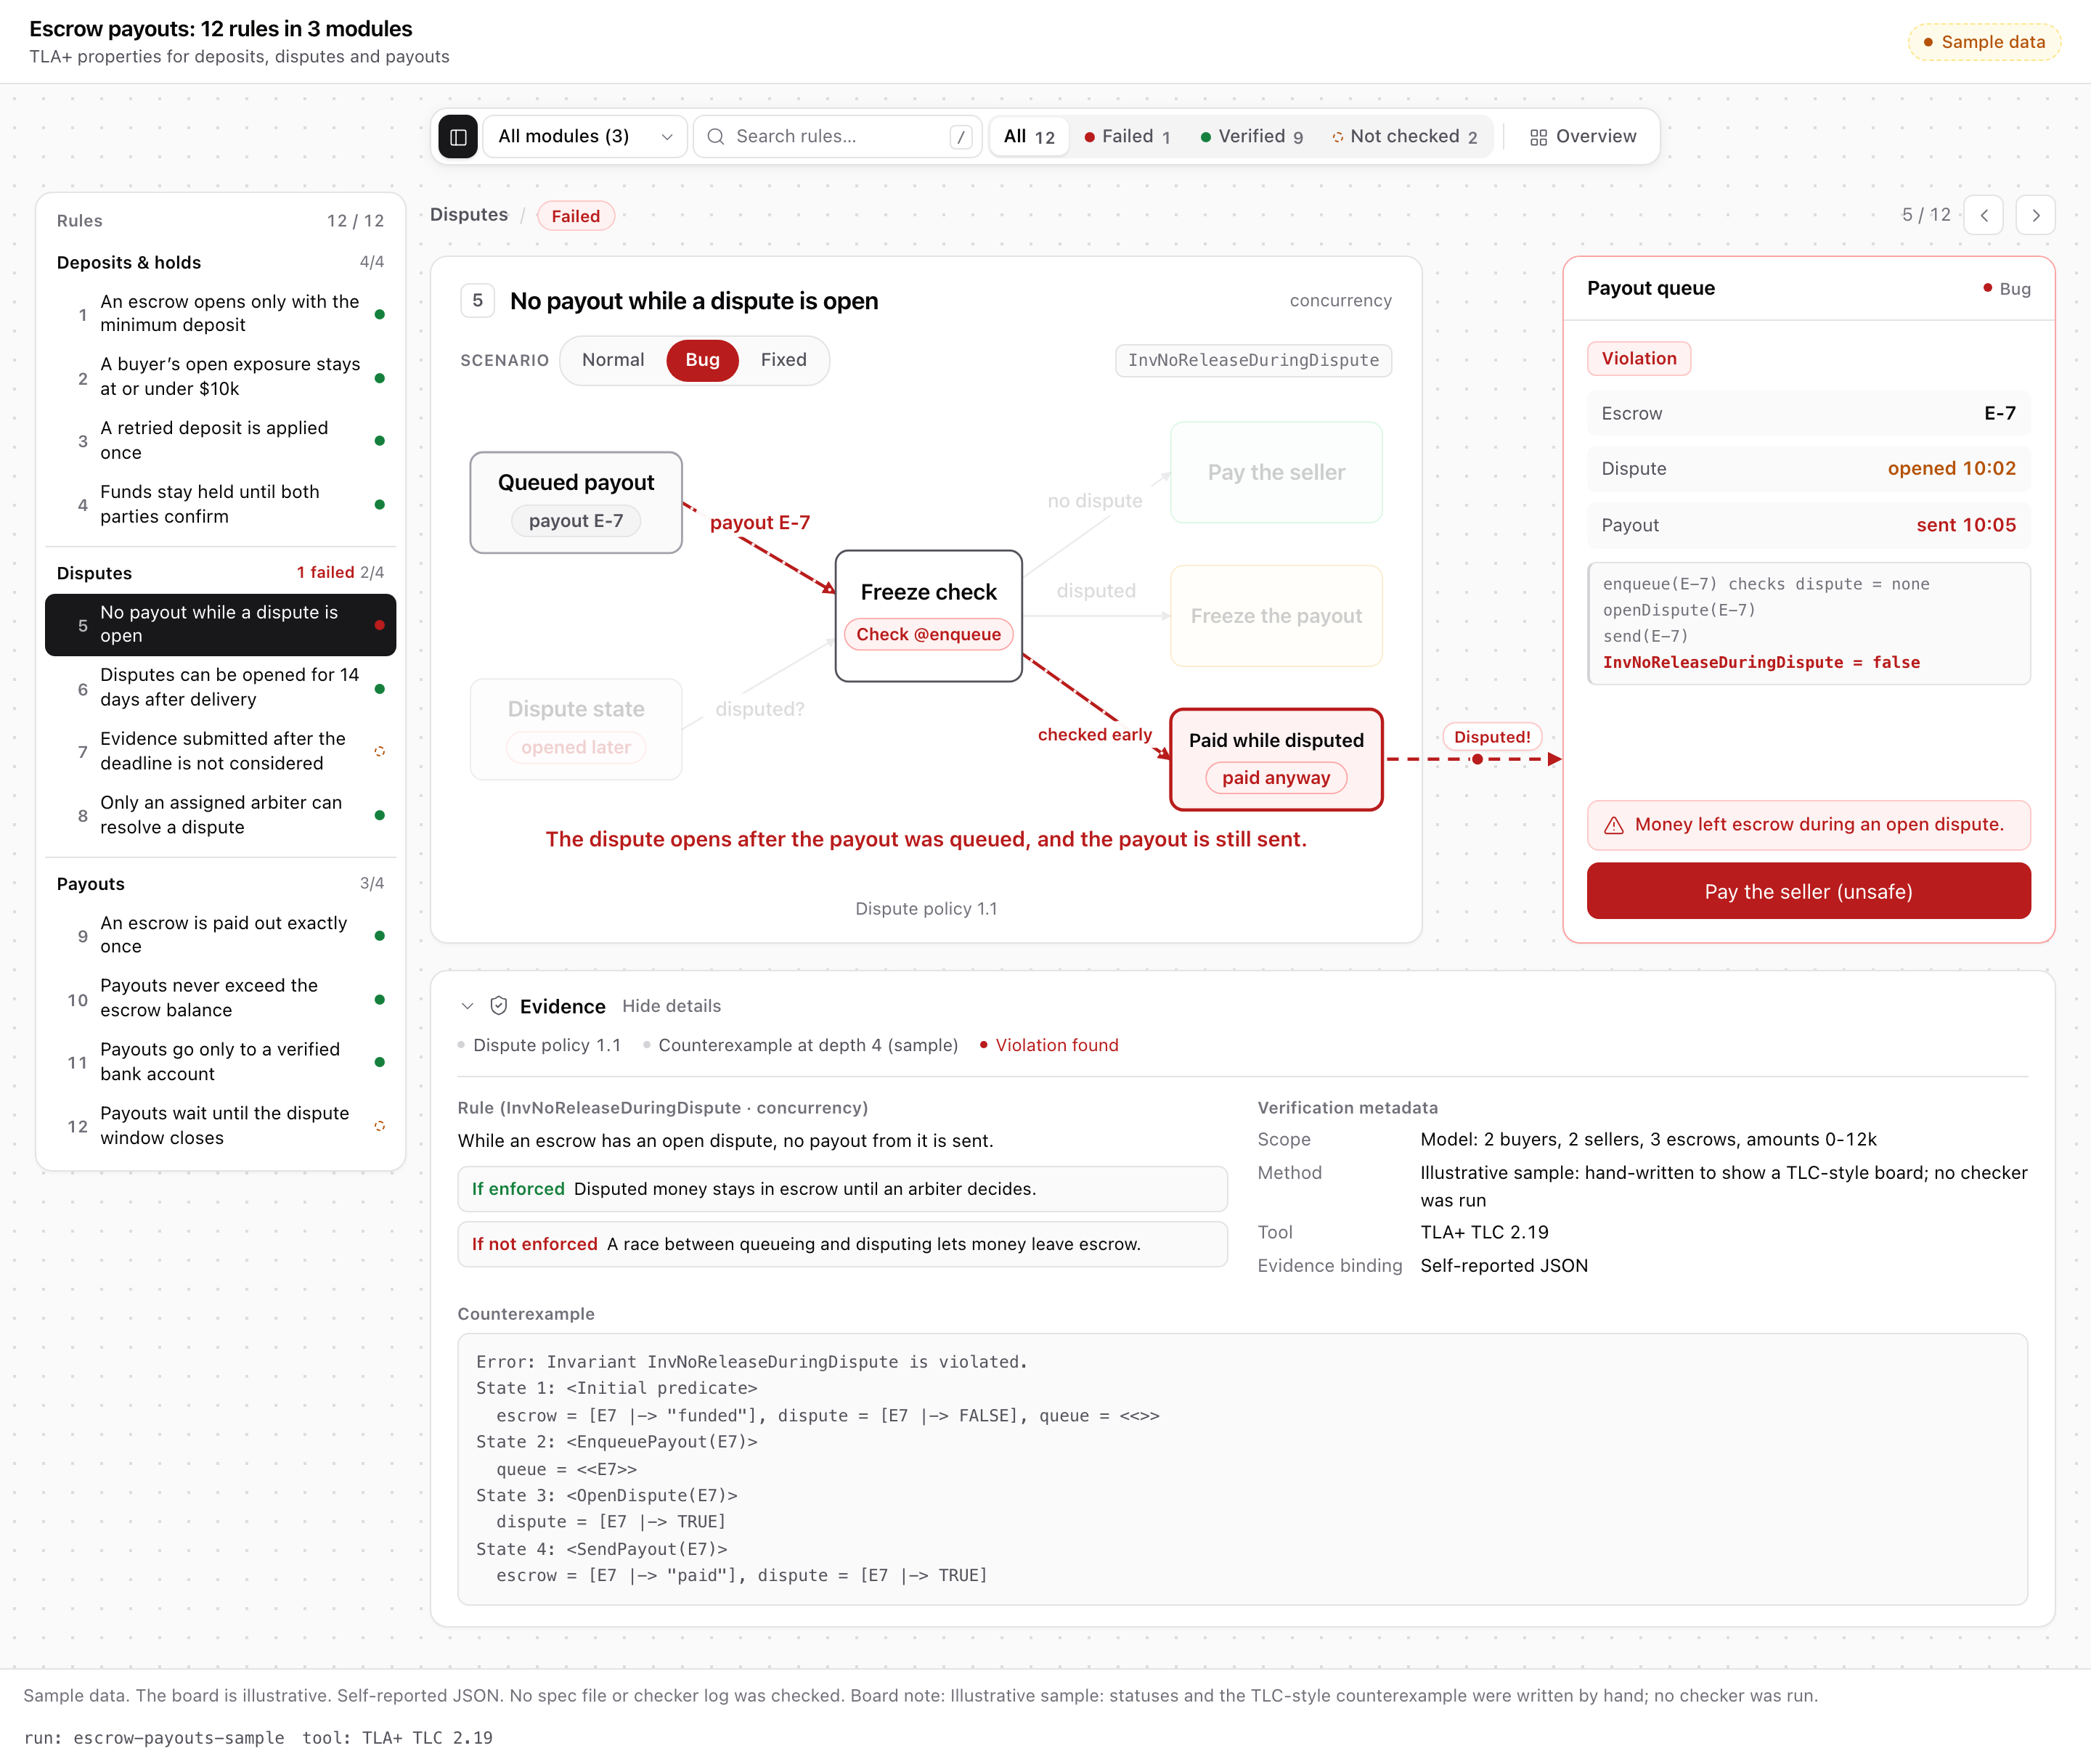 Escrow payouts: 12 rules in 3 modules
TLA+ properties for deposits, disputes and payouts
Sample data
All modules (3)
Search rules...
/
All 12
Failed 1
Verified 9
Not checked 2
Overview
Rules 12 / 12
Deposits & holds 4/4
1 An escrow opens only with the
minimum deposit
2 A buyer’s open exposure stays
at or under $10k
3 A retried deposit is applied
once
4 Funds stay held until both
parties confirm
Disputes 1 failed 2/4
5 No payout while a dispute is
open
6 Disputes can be opened for 14
days after delivery
7 Evidence submitted after the
deadline is not considered
8 Only an assigned arbiter can
resolve a dispute
Payouts 3/4
9 An escrow is paid out exactly
once
10 Payouts never exceed the
escrow balance
11 Payouts go only to a verified
bank account
12 Payouts wait until the dispute
window closes
Disputes / Failed
5 / 12
5 No payout while a dispute is open
concurrency
SCENARIO Normal Bug Fixed
InvNoReleaseDuringDispute
Queued payout
payout E-7
payout E-7
Dispute state
opened later
disputed?
Freeze check
Check @enqueue
no dispute
Pay the seller
disputed
Freeze the payout
checked early
Paid while disputed
paid anyway
Disputed!
The dispute opens after the payout was queued, and the payout is still sent.
Dispute policy 1.1
Payout queue
Bug
Violation
Escrow E-7
Dispute opened 10:02
Payout sent 10:05
enqueue(E-7) checks dispute = none
openDispute(E-7)
send(E-7)
InvNoReleaseDuringDispute = false
Money left escrow during an open dispute.
Pay the seller (unsafe)
Evidence Hide details
Dispute policy 1.1
Counterexample at depth 4 (sample)
Violation found
Rule (InvNoReleaseDuringDispute · concurrency)
While an escrow has an open dispute, no payout from it is sent.
If enforced Disputed money stays in escrow until an arbiter decides.
If not enforced A race between queueing and disputing lets money leave escrow.
Verification metadata
Scope Model: 2 buyers, 2 sellers, 3 escrows, amounts 0-12k
Method Illustrative sample: hand-written to show a TLC-style board; no checker
was run
Tool TLA+ TLC 2.19
Evidence binding Self-reported JSON
Counterexample
Error: Invariant InvNoReleaseDuringDispute is violated.
State 1: <Initial predicate>
escrow = [E7 |-> "funded"], dispute = [E7 |-> FALSE], queue = <<>>
State 2: <EnqueuePayout(E7)>
queue = <<E7>>
State 3: <OpenDispute(E7)>
dispute = [E7 |-> TRUE]
State 4: <SendPayout(E7)>
escrow = [E7 |-> "paid"], dispute = [E7 |-> TRUE]
Sample data. The board is illustrative. Self-reported JSON. No spec file or checker log was checked. Board note: Illustrative sample: statuses and the TLC-style counterexample were written by hand; no checker was run.
run: escrow-payouts-sample tool: TLA+ TLC 2.19